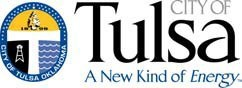 CITY OF
Tulsa
A New Kind of Energy
CITY OF TULSA OKLAHOMA